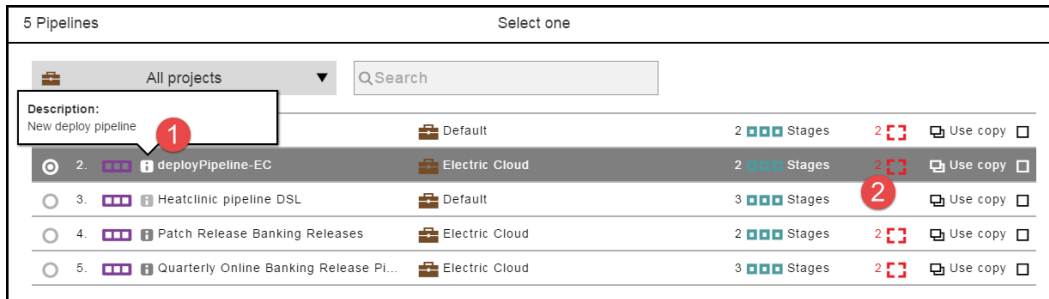 5 Pipelines Select one
All projects Search
Description:
New deploy pipeline
1
Default 2 Stages 2 Use copy
2. deployPipeline-EC Electric Cloud 2 Stages 2 Use copy
2
3. Heatclinic pipeline DSL Default 3 Stages Use copy
4. Patch Release Banking Releases Electric Cloud 2 Stages 2 Use copy
5. Quarterly Online Banking Release Pi... Electric Cloud 3 Stages 2 Use copy